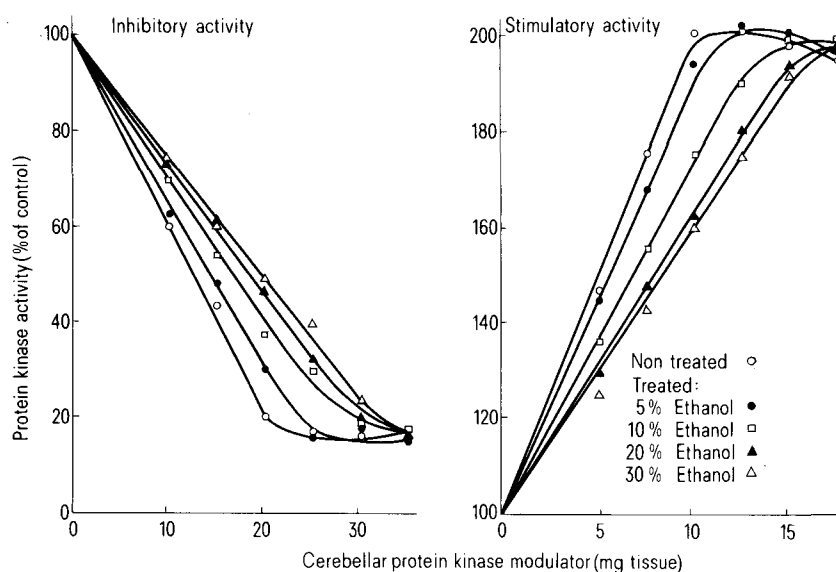 Inhibitory activity
Stimulatory activity
Protein kinase activity (% of control)
100
80
60
40
20
0
0
10
20
30
200
180
160
140
120
100
0
5
10
15
Non treated ○
Treated:
5% Ethanol ●
10% Ethanol □
20% Ethanol ▲
30% Ethanol △
Cerebellar protein kinase modulator (mg tissue)